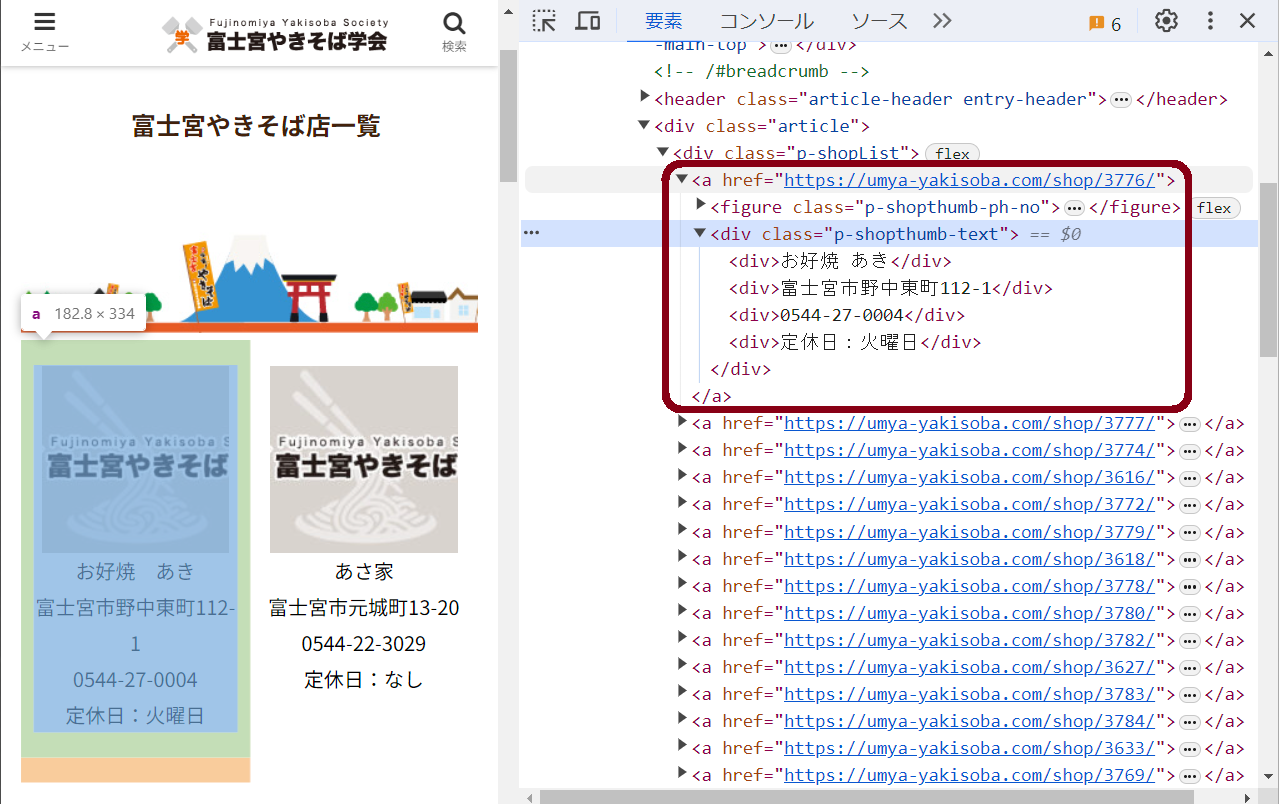 メニュー
Fujinomiya Yakisoba Society
学
富士宮やきそば学会
検索
富士宮やきそば店一覧
a 182.8 × 334
Fujinomiya Yakisoba S
富士宮やきそば
お好焼　あき
富士宮市野中東町112-
1
0544-27-0004
定休日：火曜日
Fujinomiya Yakisoba S
富士宮やきそば
あさ家
富士宮市元城町13-20
0544-22-3029
定休日：なし
要素 コンソール ソース 6
-main-top"> ••• </div>
<!-- /#breadcrumb -->
<header class="article-header entry-header"> ••• </header>
<div class="article">
<div class="p-shopList"> flex
<a href="https://umya-yakisoba.com/shop/3776/">
<figure class="p-shopthumb-ph-no"> ••• </figure> flex
••• <div class="p-shopthumb-text"> == $0
<div>お好焼　あき</div>
<div>富士宮市野中東町112-1</div>
<div>0544-27-0004</div>
<div>定休日：火曜日</div>
</div>
</a>
<a href="https://umya-yakisoba.com/shop/3777/"> ••• </a>
<a href="https://umya-yakisoba.com/shop/3774/"> ••• </a>
<a href="https://umya-yakisoba.com/shop/3616/"> ••• </a>
<a href="https://umya-yakisoba.com/shop/3772/"> ••• </a>
<a href="https://umya-yakisoba.com/shop/3779/"> ••• </a>
<a href="https://umya-yakisoba.com/shop/3618/"> ••• </a>
<a href="https://umya-yakisoba.com/shop/3778/"> ••• </a>
<a href="https://umya-yakisoba.com/shop/3780/"> ••• </a>
<a href="https://umya-yakisoba.com/shop/3782/"> ••• </a>
<a href="https://umya-yakisoba.com/shop/3627/"> ••• </a>
<a href="https://umya-yakisoba.com/shop/3783/"> ••• </a>
<a href="https://umya-yakisoba.com/shop/3784/"> ••• </a>
<a href="https://umya-yakisoba.com/shop/3633/"> ••• </a>
<a href="https://umya-yakisoba.com/shop/3769/"> ••• </a>